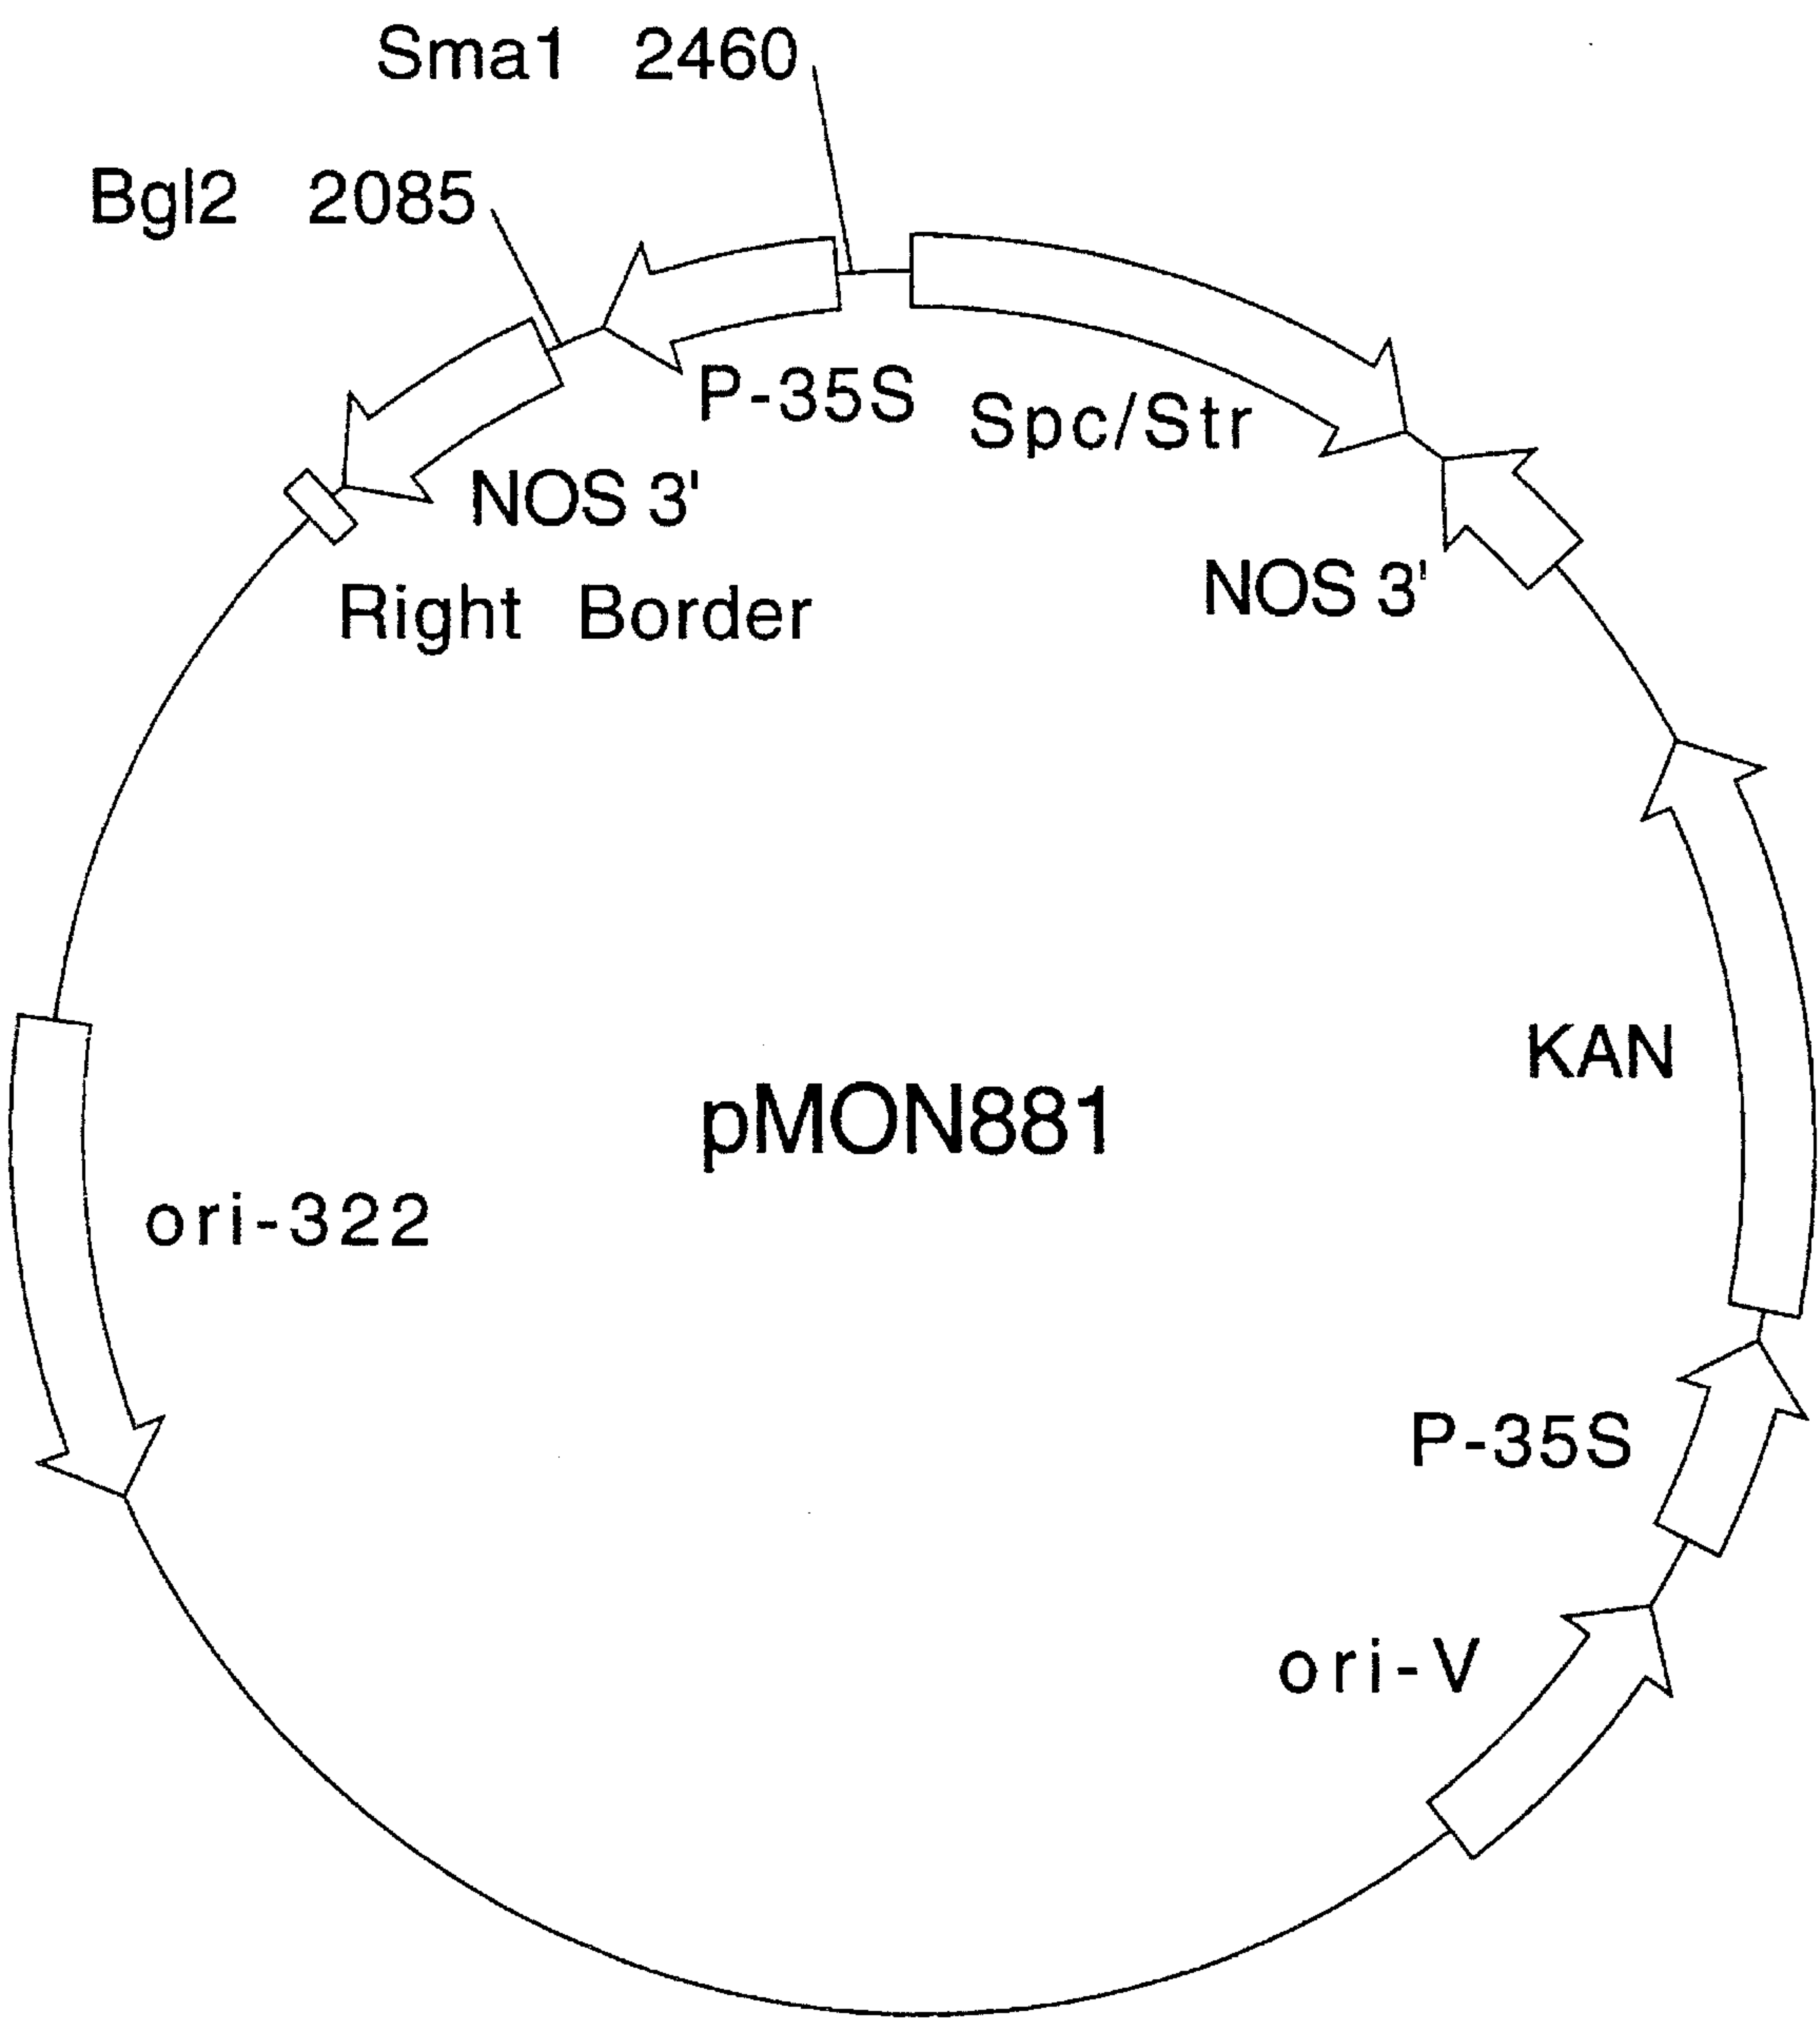 Sma1 2460
Bgl2 2085
P-35S
Spc/Str
NOS 3'
NOS 3'
Right Border
KAN
pMON881
ori-322
P-35S
ori-V